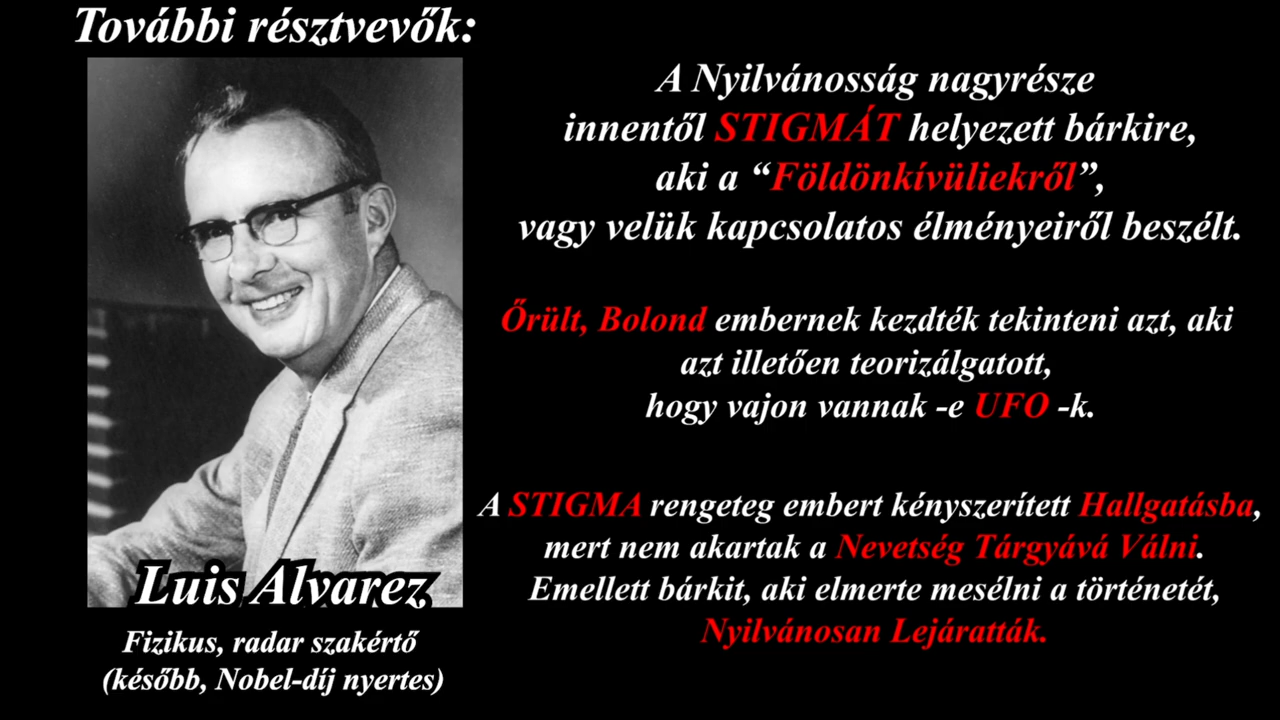 További résztvevők:
Luis Alvarez
Fizikus, radar szakértő
(később, Nobel-díj nyertes)
A Nyilvánosság nagyrésze
innentől STIGMÁT helyezett bárkire,
aki a “Földönkívüliekről”,
vagy velük kapcsolatos élményeiről beszélt.
Őrült, Bolond embernek kezdték tekinteni azt, aki
azt illetően teorizálgatott,
hogy vajon vannak -e UFO -k.
A STIGMA rengeteg embert kényszerített Hallgatásba,
mert nem akartak a Nevetség Tárgyává Válni.
Emellett bárkit, aki elmerte mesélni a történetét,
Nyilvánosan Lejáratták.